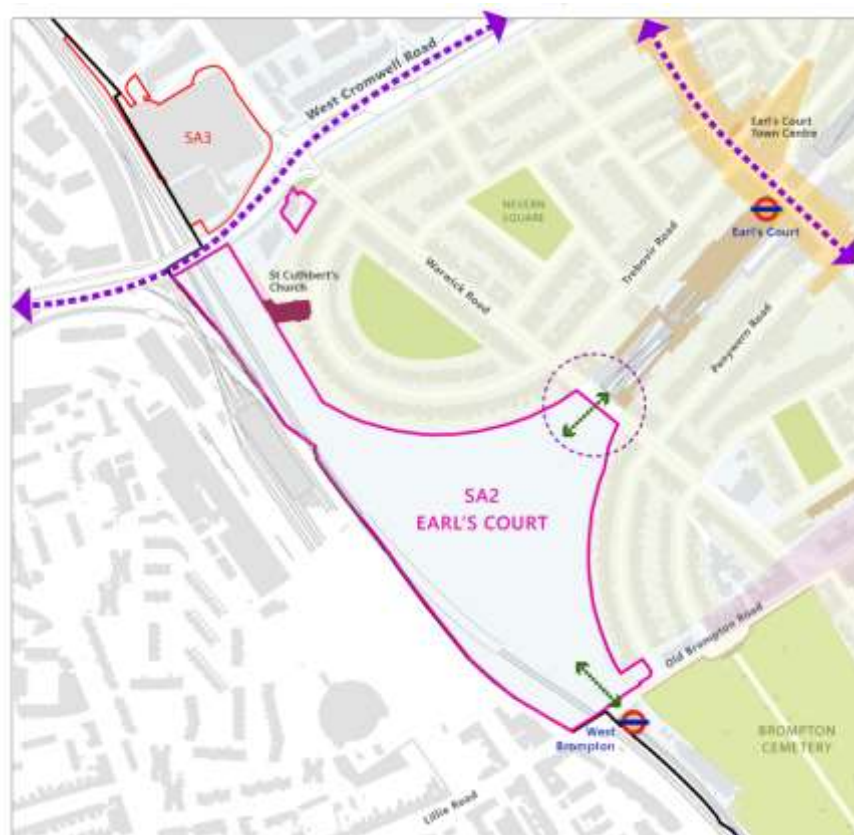 West Cromwell Road
SA3
Earl's Court
Town Centre
NEVERN
SQUARE
Earl's Court
Trebovir Road
St Cuthbert's
Church
Warwick Road
Penywern Road
SA2
EARL'S COURT
Old Brompton Road
West
Brompton
BROMPTON
CEMETERY
Lillie Road